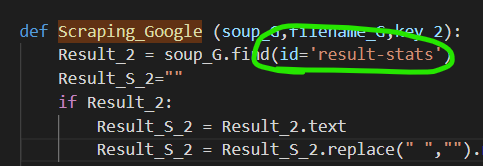 def Scraping_Google (soup_G,filename_G,key_2):
Result_2 = soup_G.find(id='result-stats')
Result_S_2=""
if Result_2:
Result_S_2 = Result_2.text
Result_S_2 = Result_S_2.replace(" ","").